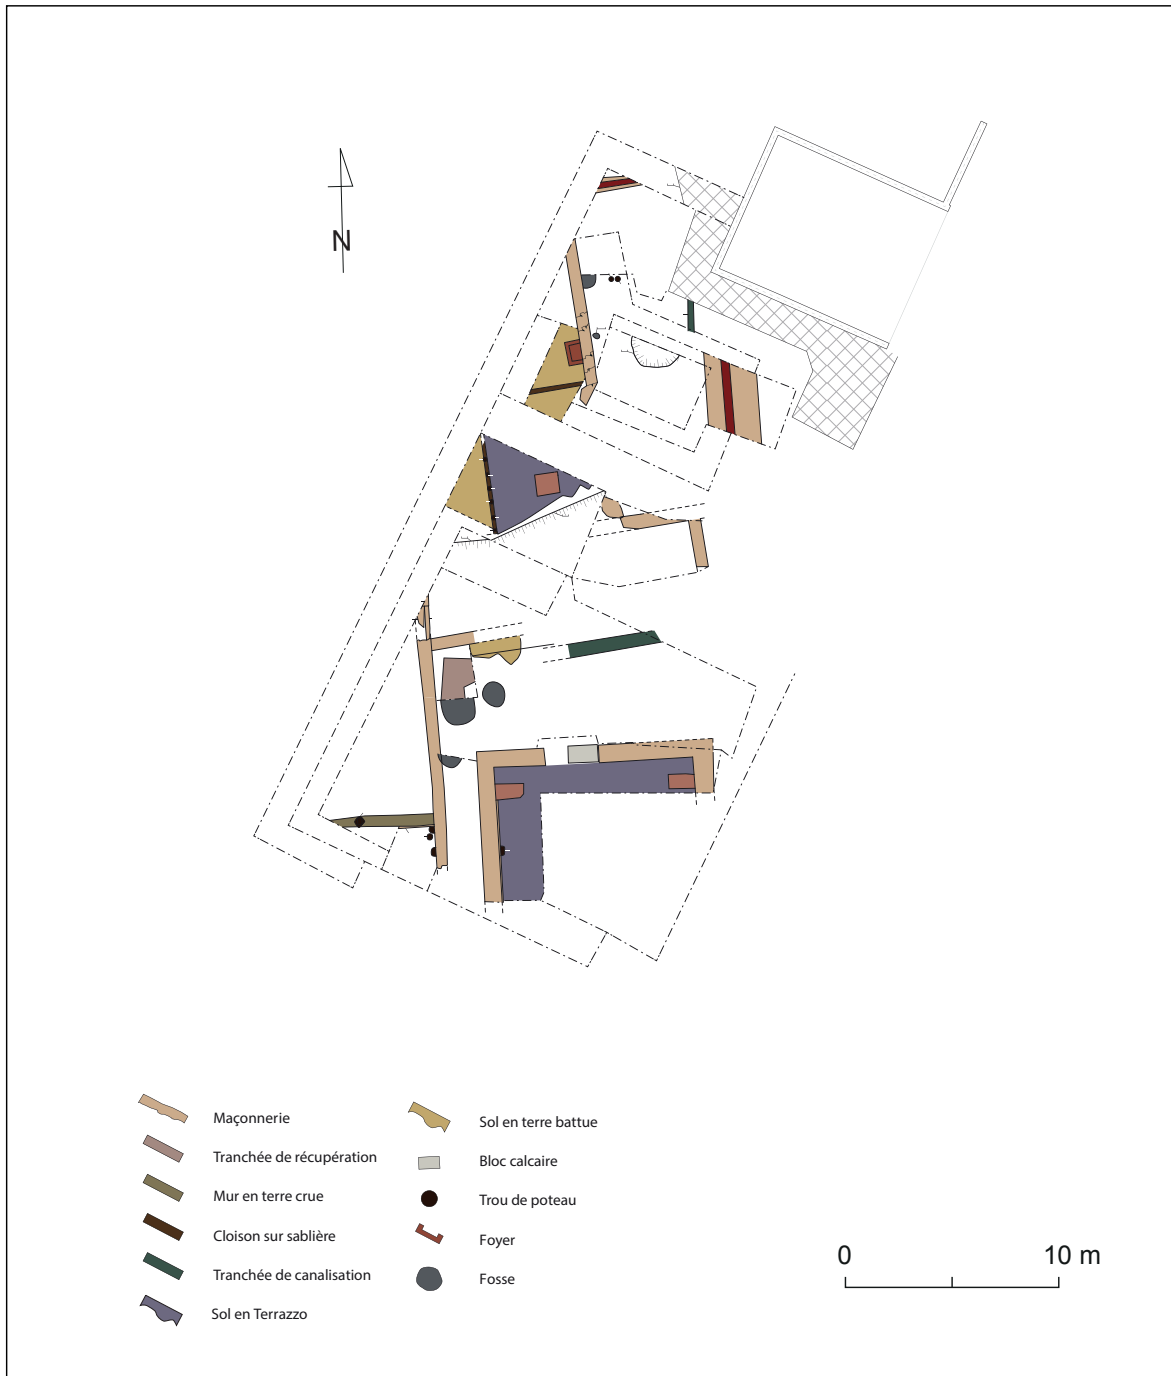 N
Maçonnerie
Tranchée de récupération
Mur en terre crue
Cloison sur sablière
Tranchée de canalisation
Sol en Terrazzo
Sol en terre battue
Bloc calcaire
Trou de poteau
Foyer
Fosse
0 10 m